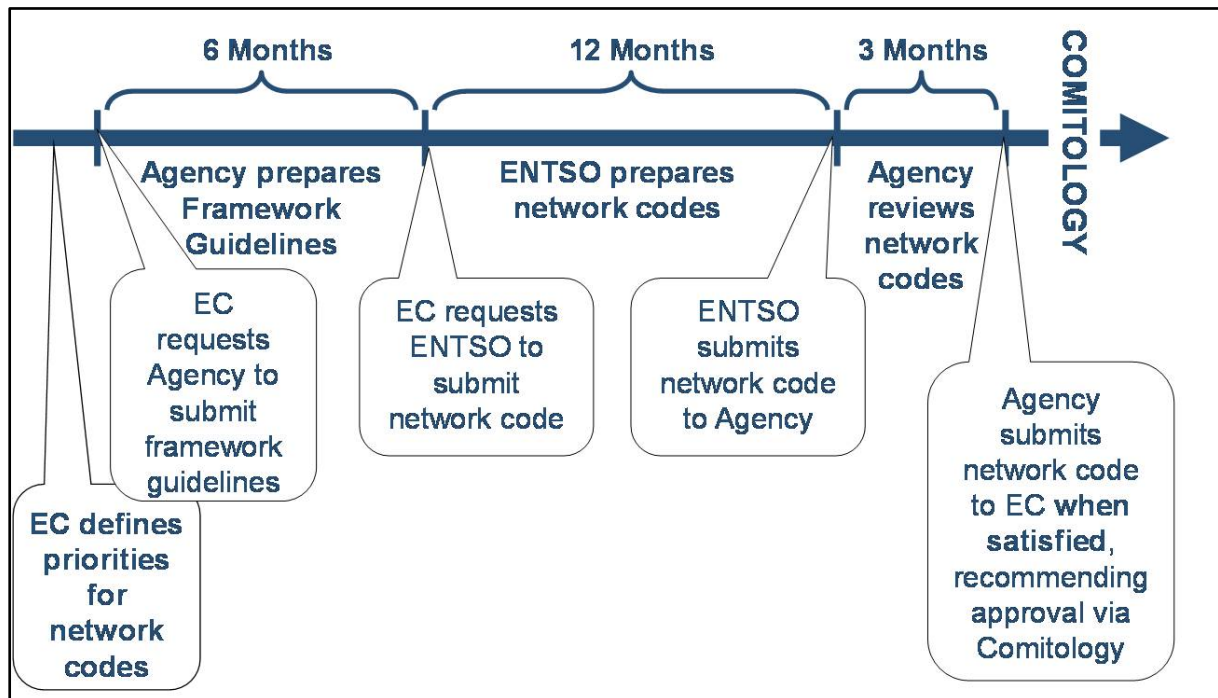 6 Months
12 Months
3 Months
COMITOLOGY
Agency prepares
Framework
Guidelines
ENTSO prepares
network codes
Agency
reviews
network
codes
EC defines
priorities
for
network
codes
EC
requests
Agency to
submit
framework
guidelines
EC requests
ENTSO to
submit
network code
ENTSO
submits
network code
to Agency
Agency
submits
network code
to EC when
satisfied,
recommending
approval via
Comitology